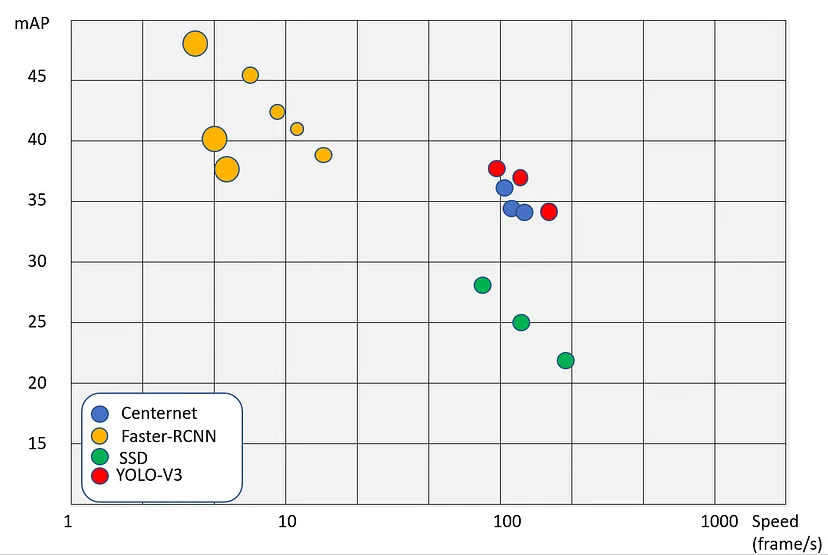 mAP
45
40
35
30
25
20
15
Centernet
Faster-RCNN
SSD
YOLO-V3
1 10 100 1000 Speed
(frame/s)